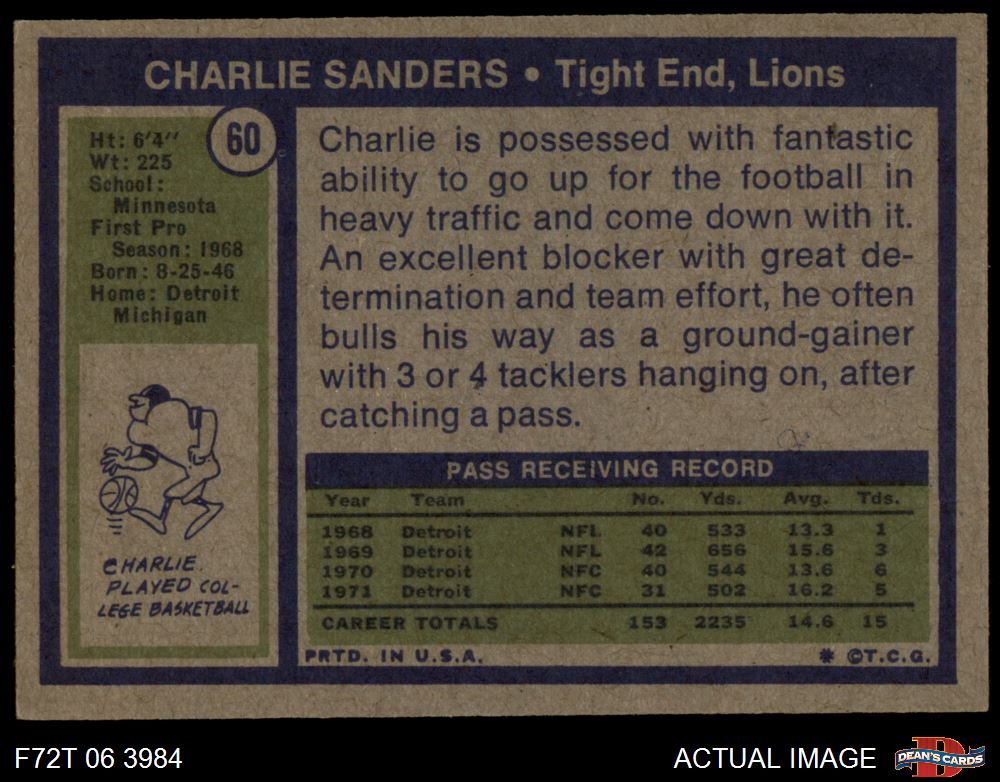 CHARLIE SANDERS • Tight End, Lions
60
Ht: 6'4"
Wt: 225
School:
Minnesota
First Pro
Season: 1968
Born: 8-25-46
Home: Detroit
Michigan
CHARLIE
PLAYED COL-
LEGE BASKETBALL
Charlie is possessed with fantastic
ability to go up for the football in
heavy traffic and come down with it.
An excellent blocker with great de-
termination and team effort, he often
bulls his way as a ground-gainer
with 3 or 4 tacklers hanging on, after
catching a pass.
PASS RECEIVING RECORD
Year Team No. Yds. Avg. Tds.
1968 Detroit NFL 40 533 13.3 1
1969 Detroit NFL 42 656 15.6 3
1970 Detroit NFC 40 544 13.6 6
1971 Detroit NFC 31 502 16.2 5
CAREER TOTALS 153 2235 14.6 15
PRTD. IN U.S.A. * ©T.C.G.
F72T 06 3984 ACTUAL IMAGE
D
DEAN'S CARDS